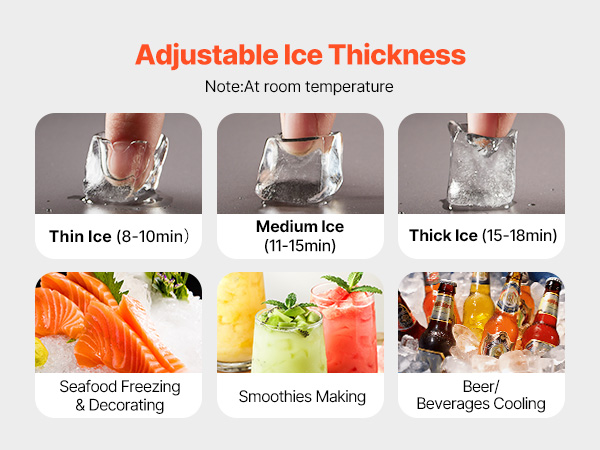 Adjustable Ice Thickness
Note:At room temperature
Thin Ice (8-10min）
Medium Ice
(11-15min)
Thick Ice (15-18min)
Seafood Freezing
& Decorating
Smoothies Making
Beer/
Beverages Cooling